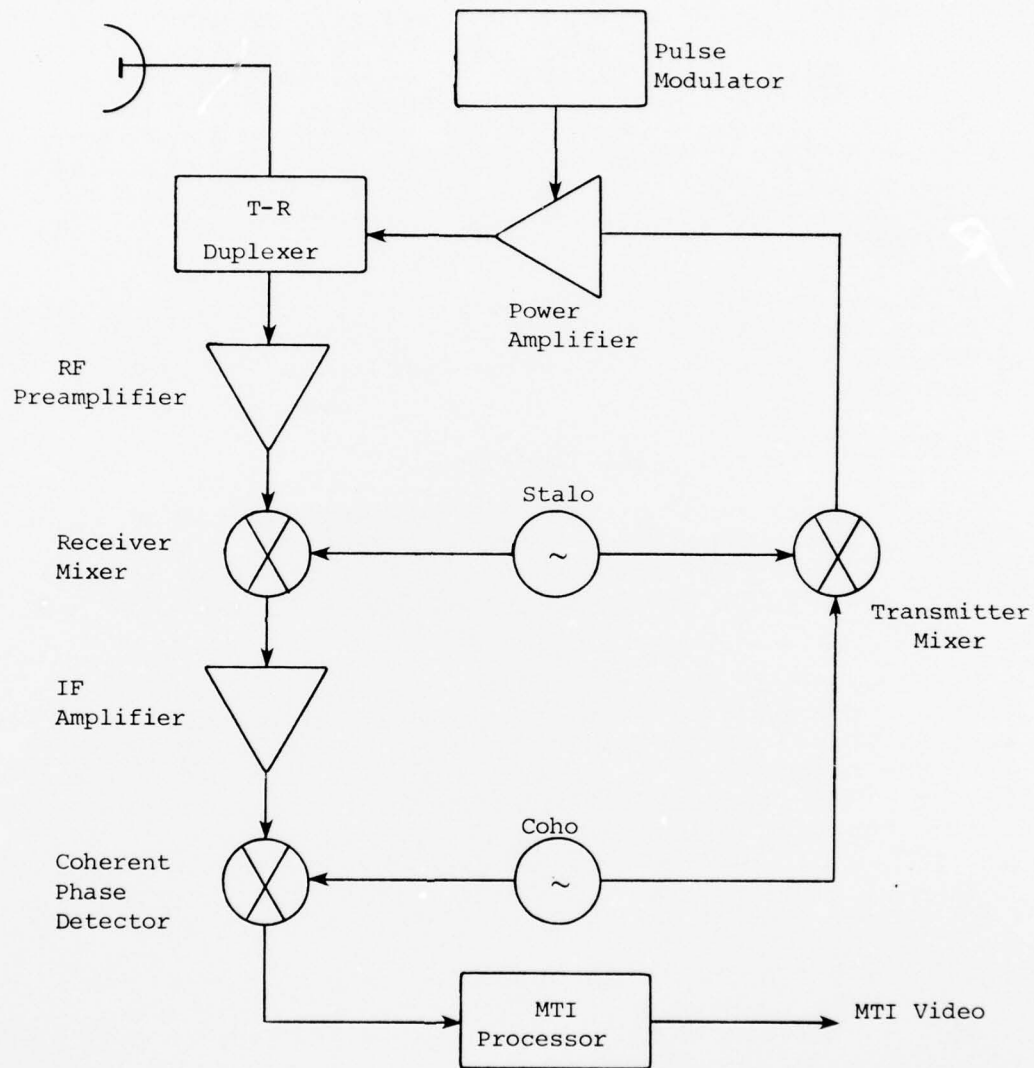 Pulse
Modulator
T-R
Duplexer
Power
Amplifier
RF
Preamplifier
Stalo
~
Receiver
Mixer
Transmitter
Mixer
IF
Amplifier
Coho
~
Coherent
Phase
Detector
MTI
Processor
MTI Video